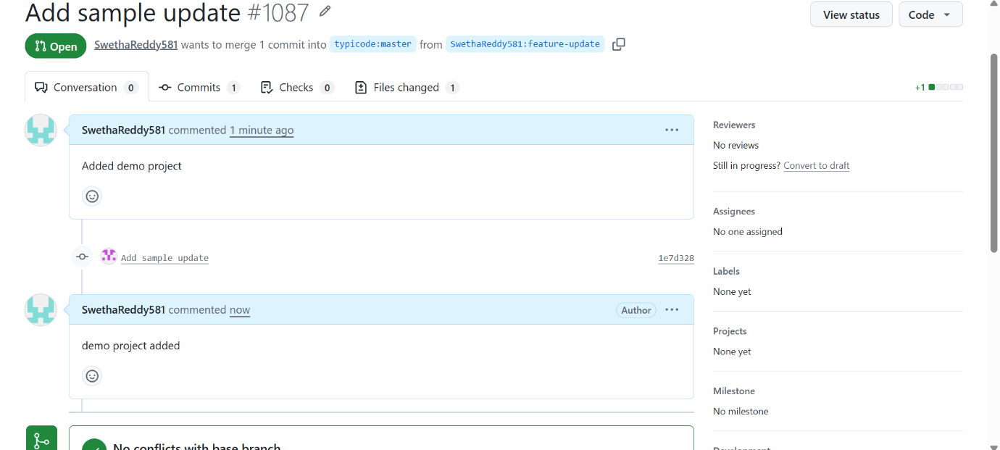 Add sample update #1087
View status
Code
Open
SwethaReddy581 wants to merge 1 commit into typicode:master from SwethaReddy581:feature-update
Conversation 0
Commits 1
Checks 0
Files changed 1
+1
SwethaReddy581 commented 1 minute ago
Added demo project
Add sample update
1e7d328
SwethaReddy581 commented now
Author
demo project added
No conflicts with base branch
Reviewers
No reviews
Still in progress? Convert to draft
Assignees
No one assigned
Labels
None yet
Projects
None yet
Milestone
No milestone
Development